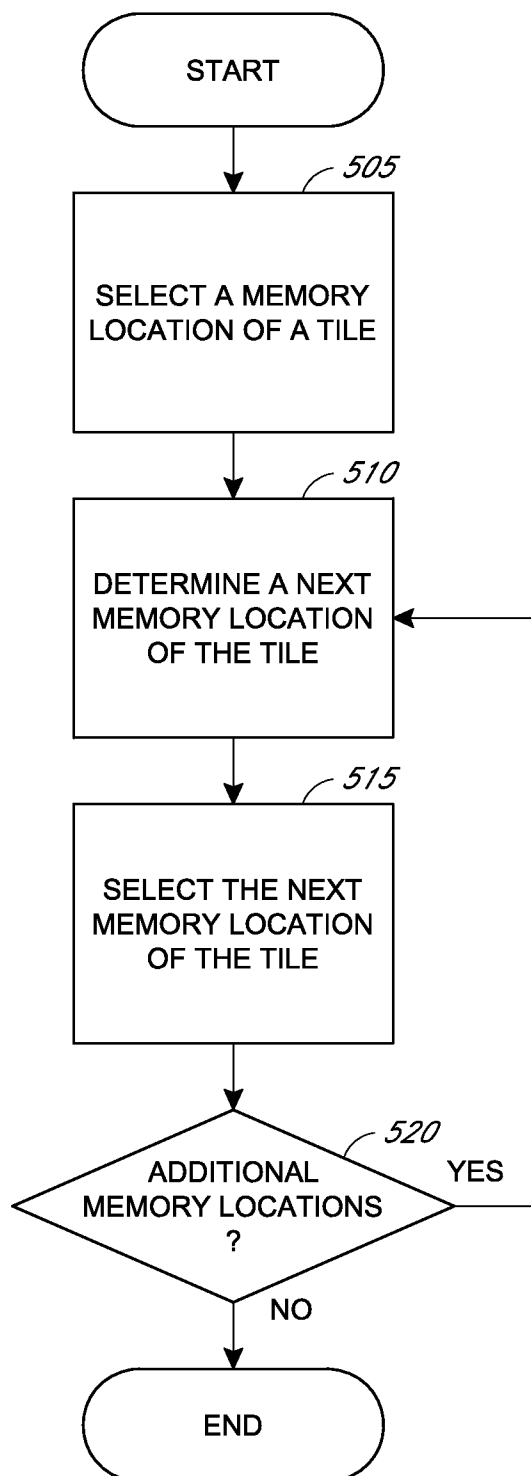 START
505
SELECT A MEMORY
LOCATION OF A TILE
510
DETERMINE A NEXT
MEMORY LOCATION
OF THE TILE
515
SELECT THE NEXT
MEMORY LOCATION
OF THE TILE
520
ADDITIONAL
MEMORY LOCATIONS
?
YES
NO
END